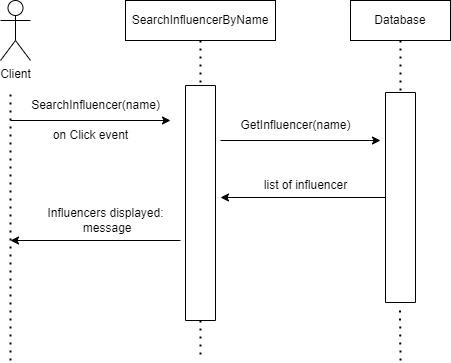 SearchInfluencerByName
Database
Client
SearchInfluencer(name)
on Click event
GetInfluencer(name)
list of influencer
Influencers displayed:
message